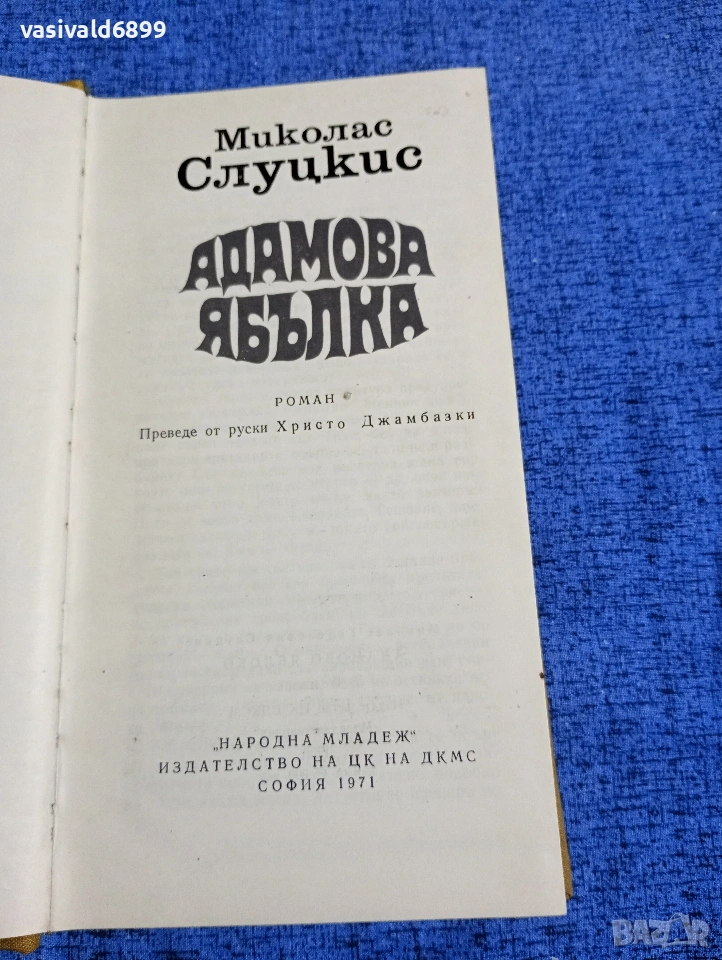 vasivald6899
Миколас
Слуцкис
АДАМОВА
ЯБЪЛКА
РОМАН
Преведе от руски Христо Джамбазки
„НАРОДНА МЛАДЕЖ“
ИЗДАТЕЛСТВО НА ЦК НА ДКМС
СОФИЯ 1971
BAZAR